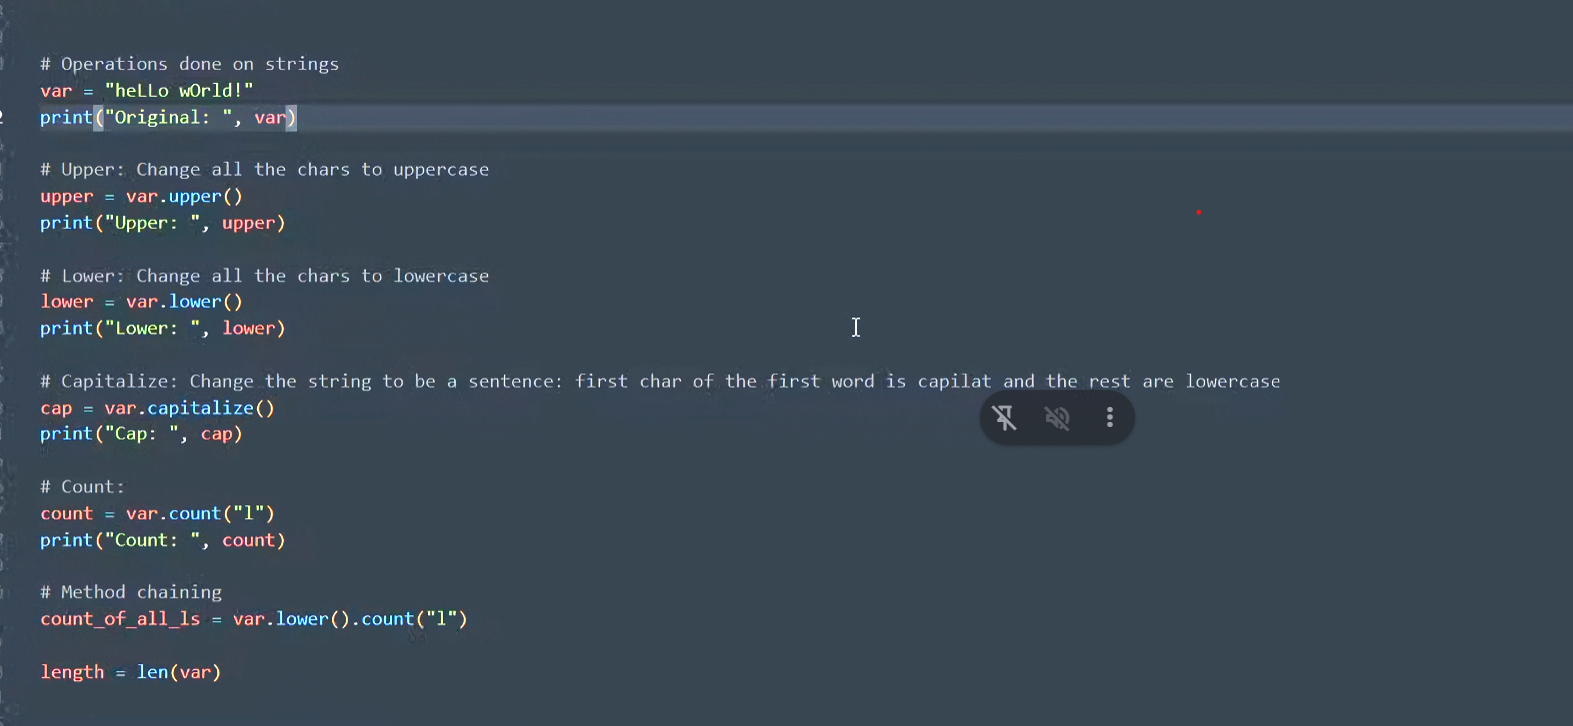 # Operations done on strings
var = "heLLo wOrld!"
print("Original: ", var)
# Upper: Change all the chars to uppercase
upper = var.upper()
print("Upper: ", upper)
# Lower: Change all the chars to lowercase
lower = var.lower()
print("Lower: ", lower)
# Capitalize: Change the string to be a sentence: first char of the first word is capilat and the rest are lowercase
cap = var.capitalize()
print("Cap: ", cap)
# Count:
count = var.count("l")
print("Count: ", count)
# Method chaining
count_of_all_ls = var.lower().count("l")
length = len(var)